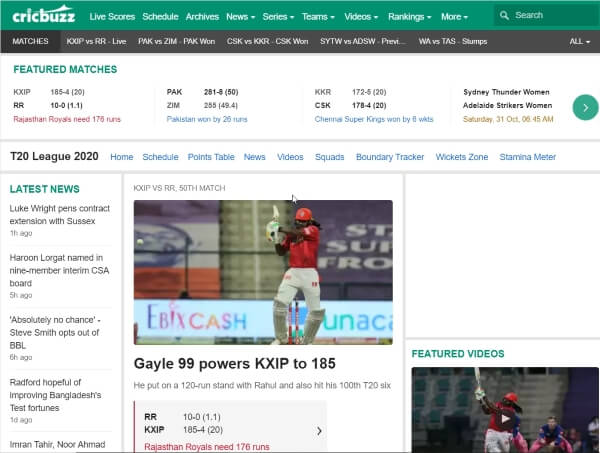 cricbuzz Live Scores Schedule Archives News Series Teams Videos Rankings More Search
MATCHES KXIP vs RR - Live PAK vs ZIM - PAK Won CSK vs KKR - CSK Won SYTW vs ADSW - Previ... WA vs TAS - Stumps ALL
FEATURED MATCHES
KXIP 185-4 (20)
RR 10-0 (1.1)
Rajasthan Royals need 176 runs
PAK 281-8 (50)
ZIM 255 (49.4)
Pakistan won by 26 runs
KKR 172-5 (20)
CSK 178-4 (20)
Chennai Super Kings won by 6 wkts
Sydney Thunder Women
Adelaide Strikers Women
Saturday, 31 Oct, 06:45 AM
T20 League 2020 Home Schedule Points Table News Videos Squads Boundary Tracker Wickets Zone Stamina Meter
LATEST NEWS
Luke Wright pens contract
extension with Sussex
1h ago
Haroon Lorgat named in
nine-member interim CSA
board
5h ago
'Absolutely no chance' -
Steve Smith opts out of
BBL
6h ago
Radford hopeful of
improving Bangladesh's
Test fortunes
1d ago
Imran Tahir, Noor Ahmad
KXIP VS RR, 50TH MATCH
EBIXCASH
unaca
Gayle 99 powers KXIP to 185
He put on a 120-run stand with Rahul and also hit his 100th T20 six
RR 10-0 (1.1)
KXIP 185-4 (20)
Rajasthan Royals need 176 runs
FEATURED VIDEOS